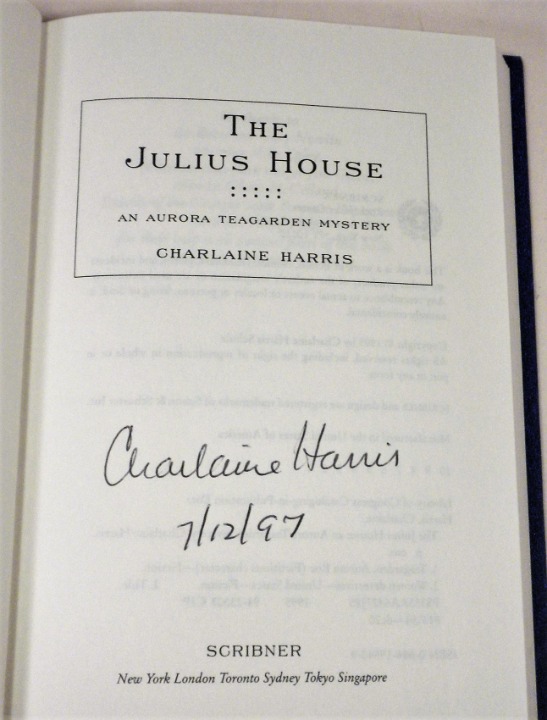 THE
JULIUS HOUSE
:::::
AN AURORA TEAGARDEN MYSTERY
CHARLAINE HARRIS
Charlaine Harris
7/12/97
SCRIBNER
New York London Toronto Sydney Tokyo Singapore